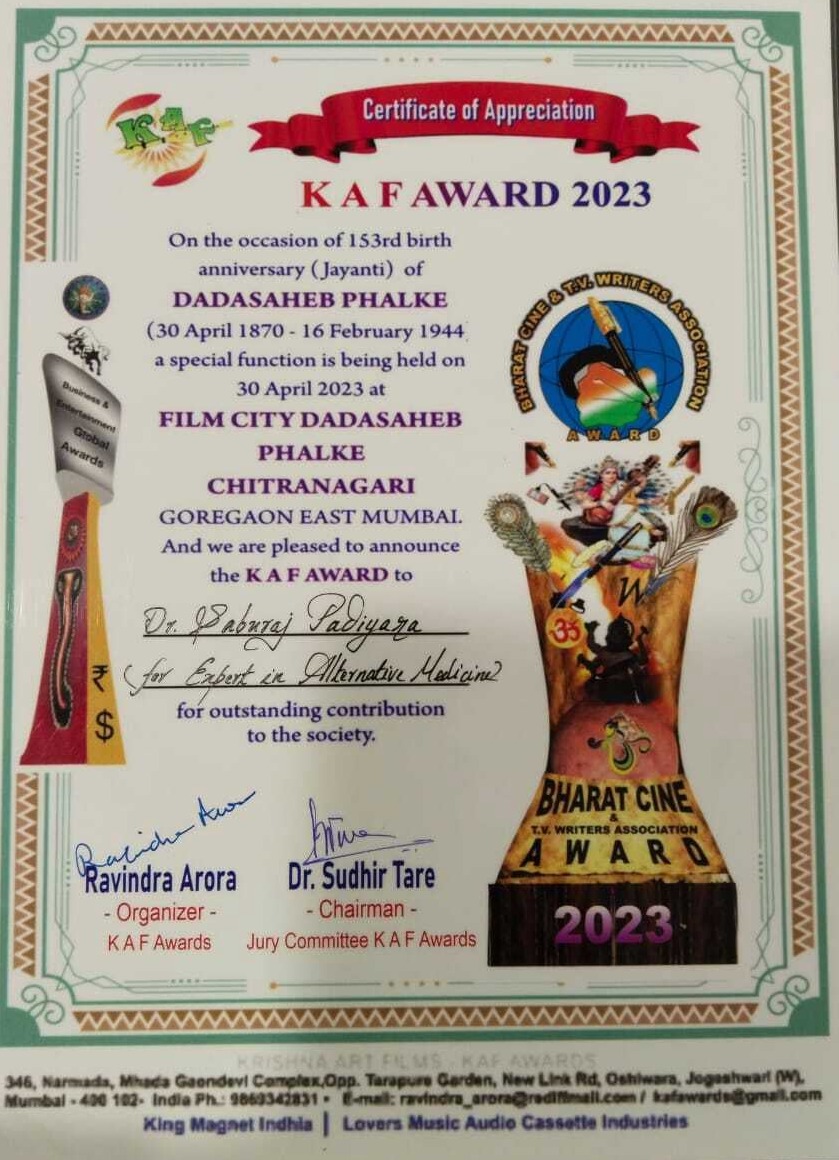 KAF
Certificate of Appreciation
K A F AWARD 2023
On the occasion of 153rd birth
anniversary (Jayanti) of
DADASAHEB PHALKE
(30 April 1870 - 16 February 1944
a special function is being held on
30 April 2023 at
FILM CITY DADASAHEB
PHALKE
CHITRANAGARI
GOREGAON EAST MUMBAI.
And we are pleased to announce
the K A F AWARD to
Dr. Saburaj Padiyara
(for Expert in Alternative Medicine)
for outstanding contribution
to the society.
Business &
Entertainment
Global
Awards
₹
$
BHARAT CINE & T.V. WRITERS ASSOCIATION
AWARD
W
ॐ
BHARAT CINE
&
T.V. WRITERS ASSOCIATION
AWARD
2023
Ravindra Arora
Ravindra Arora
- Organizer -
K A F Awards
Dr. Sudhir Tare
- Chairman -
Jury Committee K A F Awards
KRISHNA ART FILMS - KAF AWARDS
346, Narmada, Mhada Gaondevi Complex,Opp. Tarapure Garden, New Link Rd, Oshiwara, Jogeshwari (W),
Mumbai - 400 102- India Ph.: 9869342831 • E-mail: ravindra_arora@rediffmail.com / kafawards@gmail.com
King Magnet Indhia | Lovers Music Audio Cassette Industries